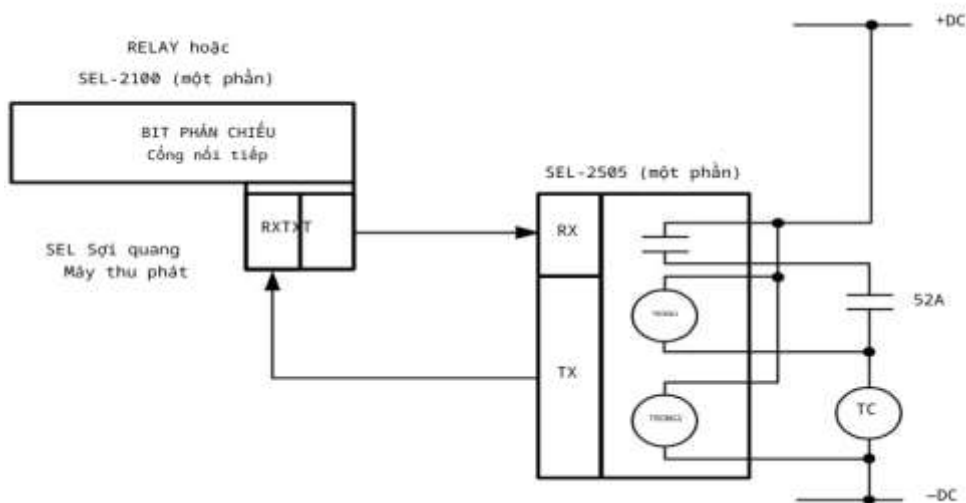 +DC
RELAY hoặc
SEL-2100 (một phần)
BIT PHẢN CHIẾU
Cổng nối tiếp
SEL-2505 (một phần)
RXTXT
RX
SEL Sợi quang
Máy thu phát
52A
TX
TC
-DC